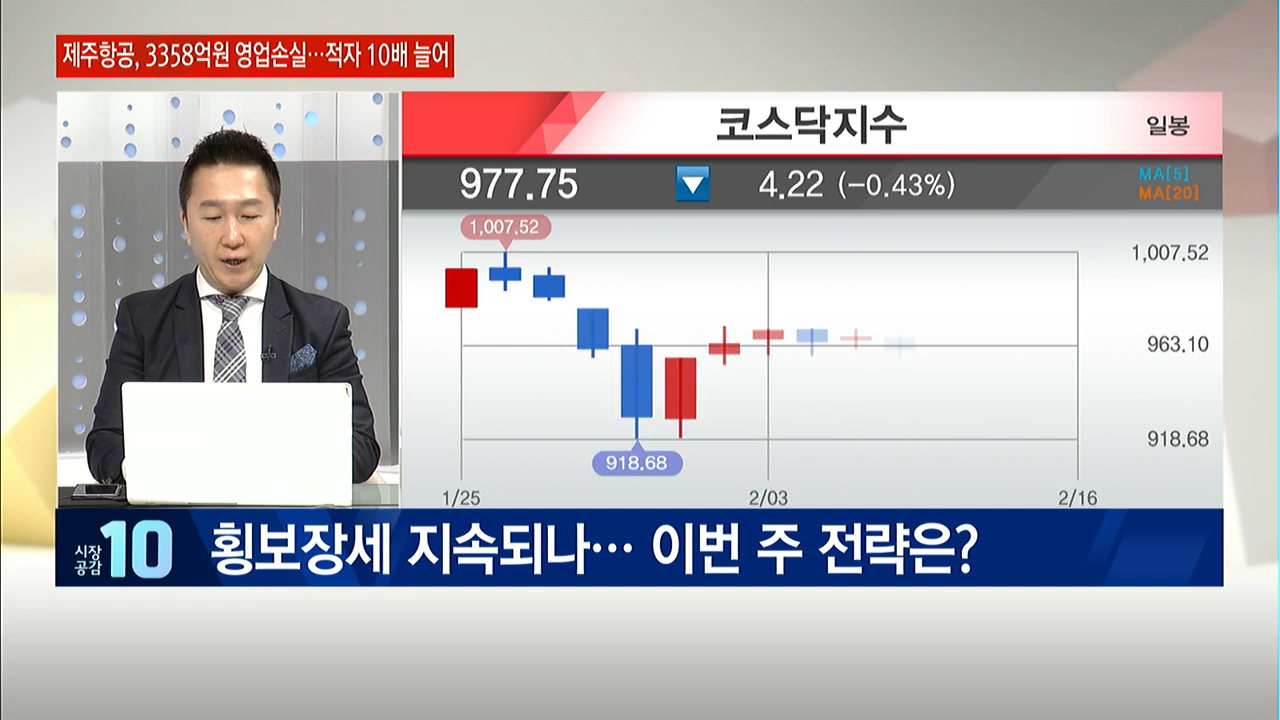 제주항공, 3358억원 영업손실…적자 10배 늘어
코스닥지수
일봉
977.75 ▼ 4.22 (-0.43%)
MA[5]
MA[20]
1,007.52
1,007.52
963.10
918.68
918.68
1/25 2/03 2/16
시장공감 10
횡보장세 지속되나… 이번 주 전략은?